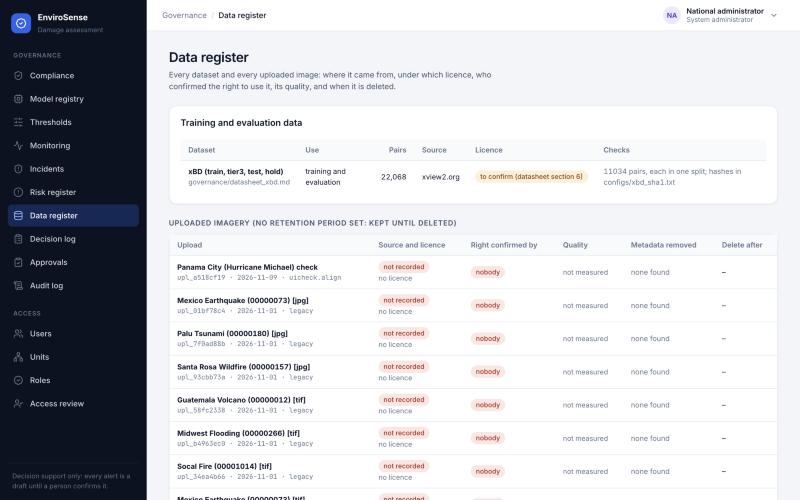 EnviroSense
Damage assessment
GOVERNANCE
Compliance
Model registry
Thresholds
Monitoring
Incidents
Risk register
Data register
Decision log
Approvals
Audit log
ACCESS
Users
Units
Roles
Access review
Decision support only: every alert is a
draft until a person confirms it.
Governance / Data register
NA
National administrator
System administrator
Data register
Every dataset and every uploaded image: where it came from, under which licence, who
confirmed the right to use it, its quality, and when it is deleted.
Training and evaluation data
Dataset Use Pairs Source Licence Checks
xBD (train, tier3, test, hold)
governance/datasheet_xbd.md
training and
evaluation
22,068
xview2.org
to confirm (datasheet section 6)
11034 pairs, each in one split; hashes in
configs/xbd_sha1.txt
UPLOADED IMAGERY (NO RETENTION PERIOD SET: KEPT UNTIL DELETED)
Upload Source and licence Right confirmed by Quality Metadata removed Delete after
Panama City (Hurricane Michael) check
upl_a518cf19 · 2026-11-09 · uicheck.align
not recorded
no licence
nobody
not measured
none found
–
Mexico Earthquake (00000073) [jpg]
upl_01bf78c4 · 2026-11-01 · legacy
not recorded
no licence
nobody
not measured
none found
–
Palu Tsunami (00000180) [jpg]
upl_7f0ad88b · 2026-11-01 · legacy
not recorded
no licence
nobody
not measured
none found
–
Santa Rosa Wildfire (00000157) [jpg]
upl_93cbb73a · 2026-11-01 · legacy
not recorded
no licence
nobody
not measured
none found
–
Guatemala Volcano (00000012) [tif]
upl_58fc2338 · 2026-11-01 · legacy
not recorded
no licence
nobody
not measured
none found
–
Midwest Flooding (00000266) [tif]
upl_b4963ec0 · 2026-11-01 · legacy
not recorded
no licence
nobody
not measured
none found
–
Socal Fire (00001014) [tif]
upl_34ea4b66 · 2026-11-01 · legacy
not recorded
no licence
nobody
not measured
none found
–
Mexico Earthquake (00000073) [tif]
not recorded